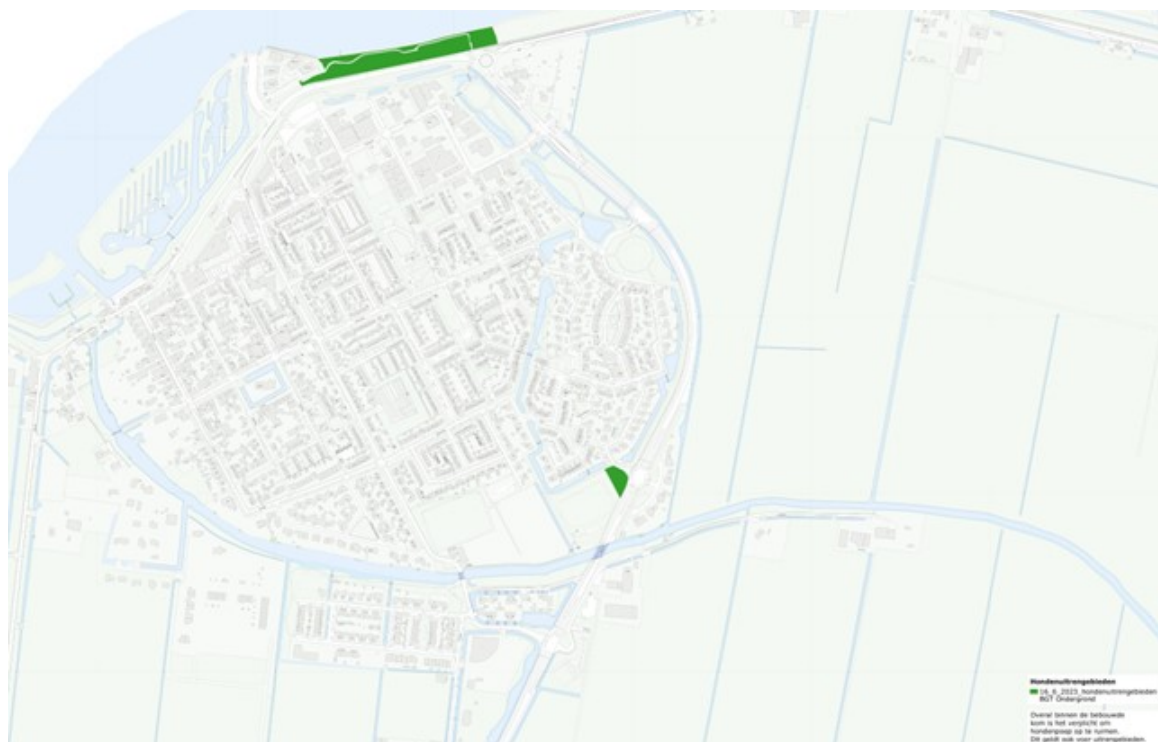 Hondenuitrengebieden
16_6_2023_hondenuitrengebieden
BGT Ondergrond
Overal binnen de bebouwde
kom is het verplicht om
hondenpoep op te ruimen.
Dit geldt ook voor uitrengebieden.